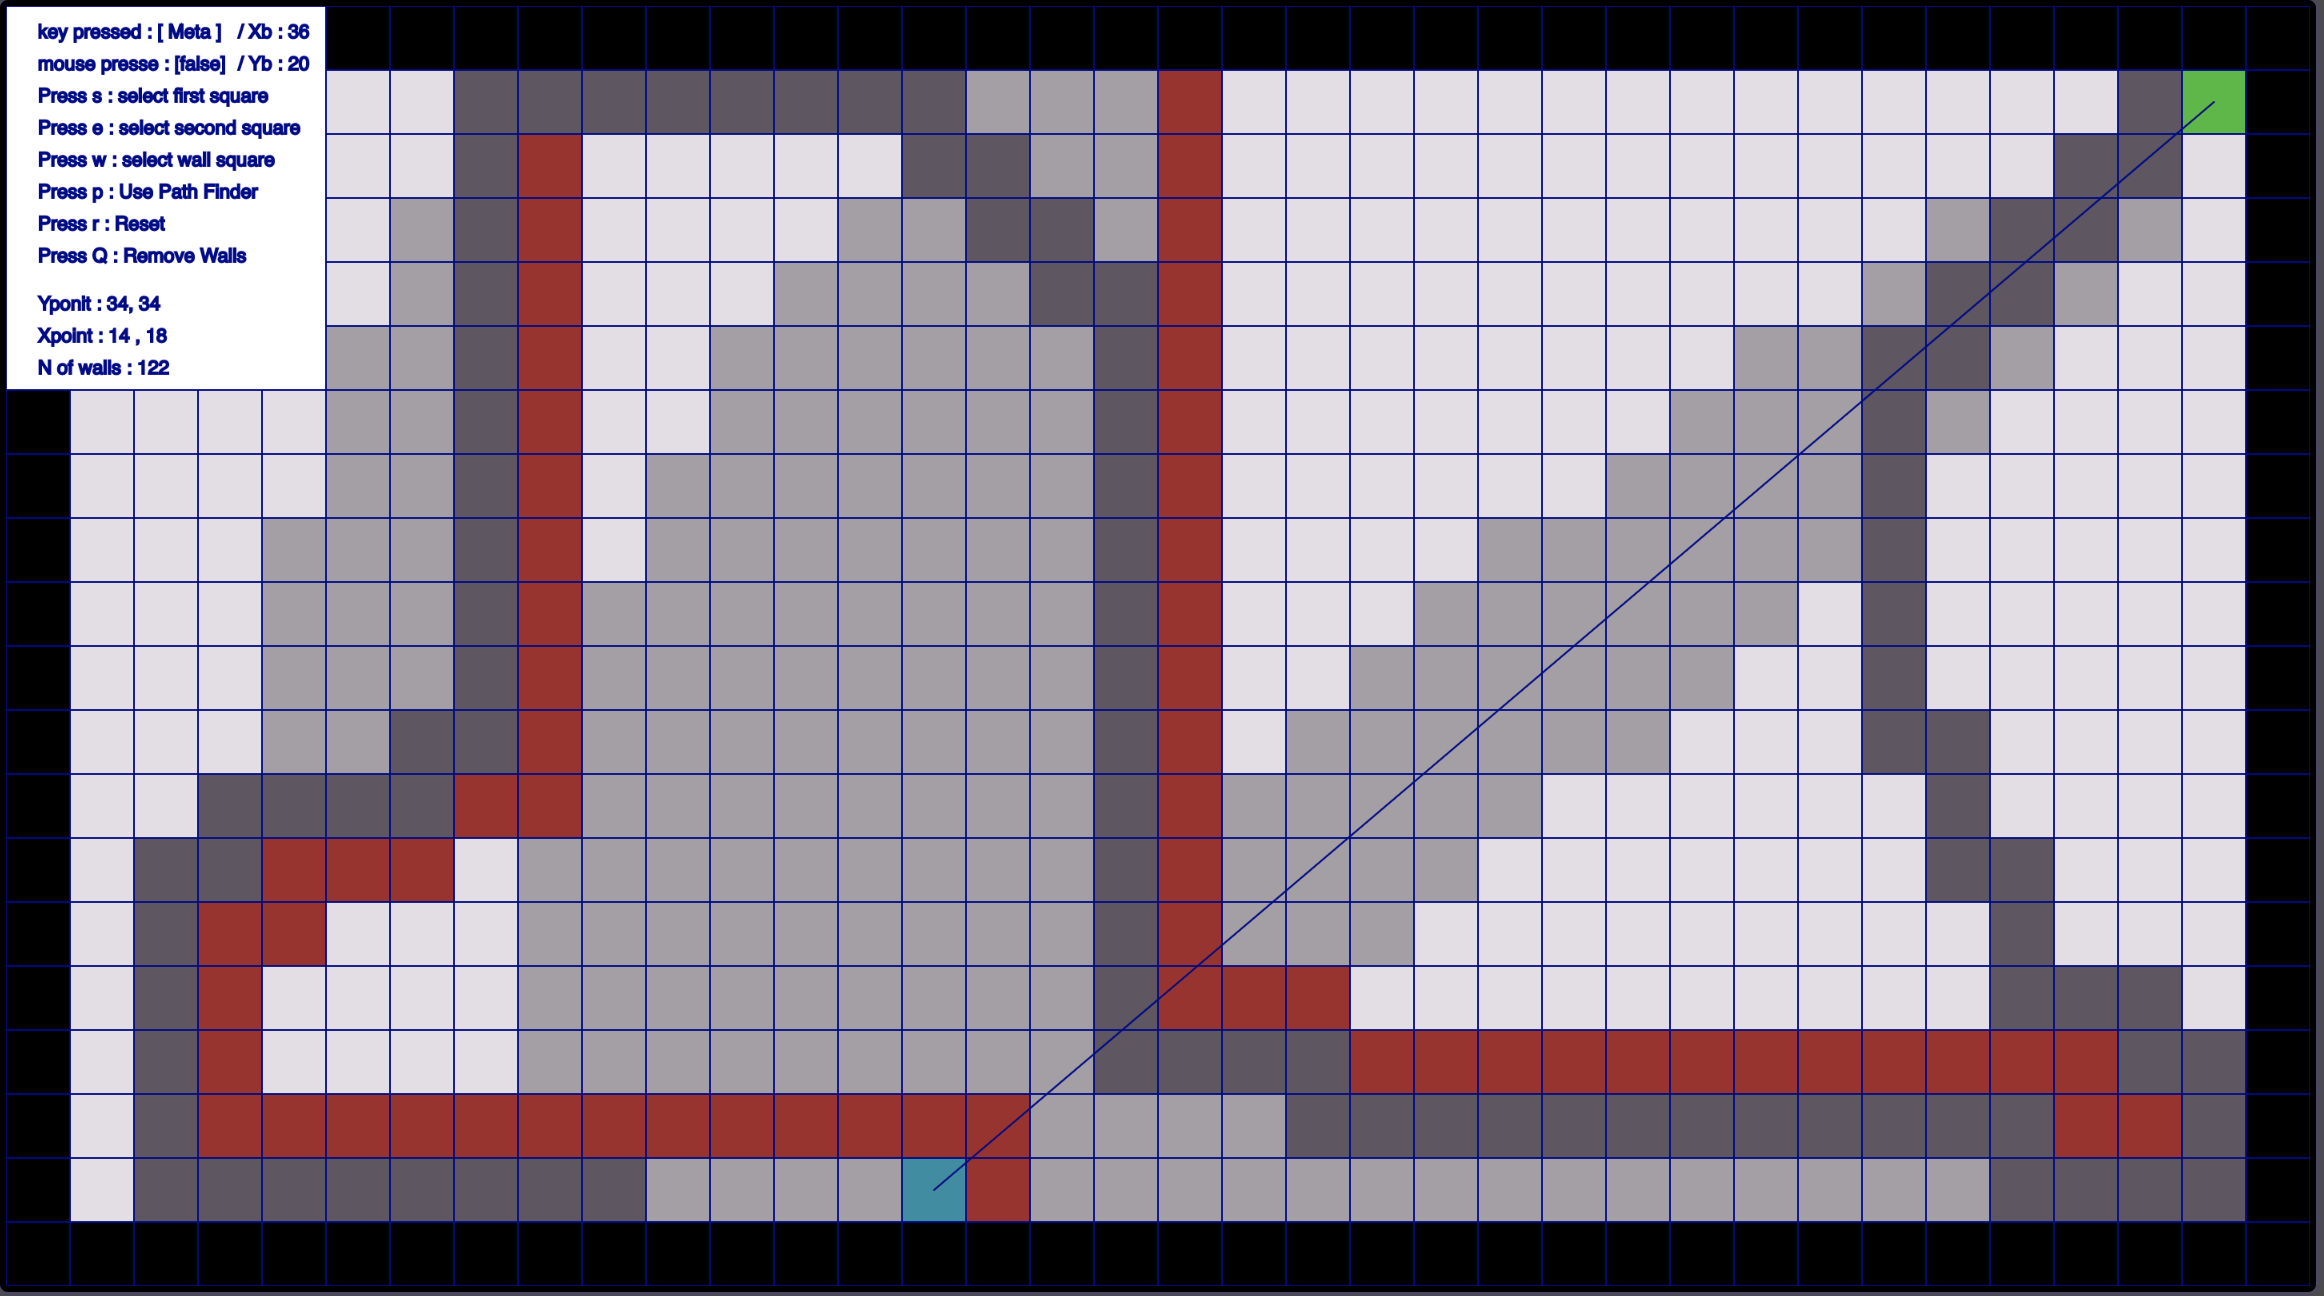 key pressed : [ Meta ] / Xb : 36
mouse presse : [false] / Yb : 20
Press s : select first square
Press e : select second square
Press w : select wall square
Press p : Use Path Finder
Press r : Reset
Press Q : Remove Walls
Yponit : 34, 34
Xpoint : 14 , 18
N of walls : 122